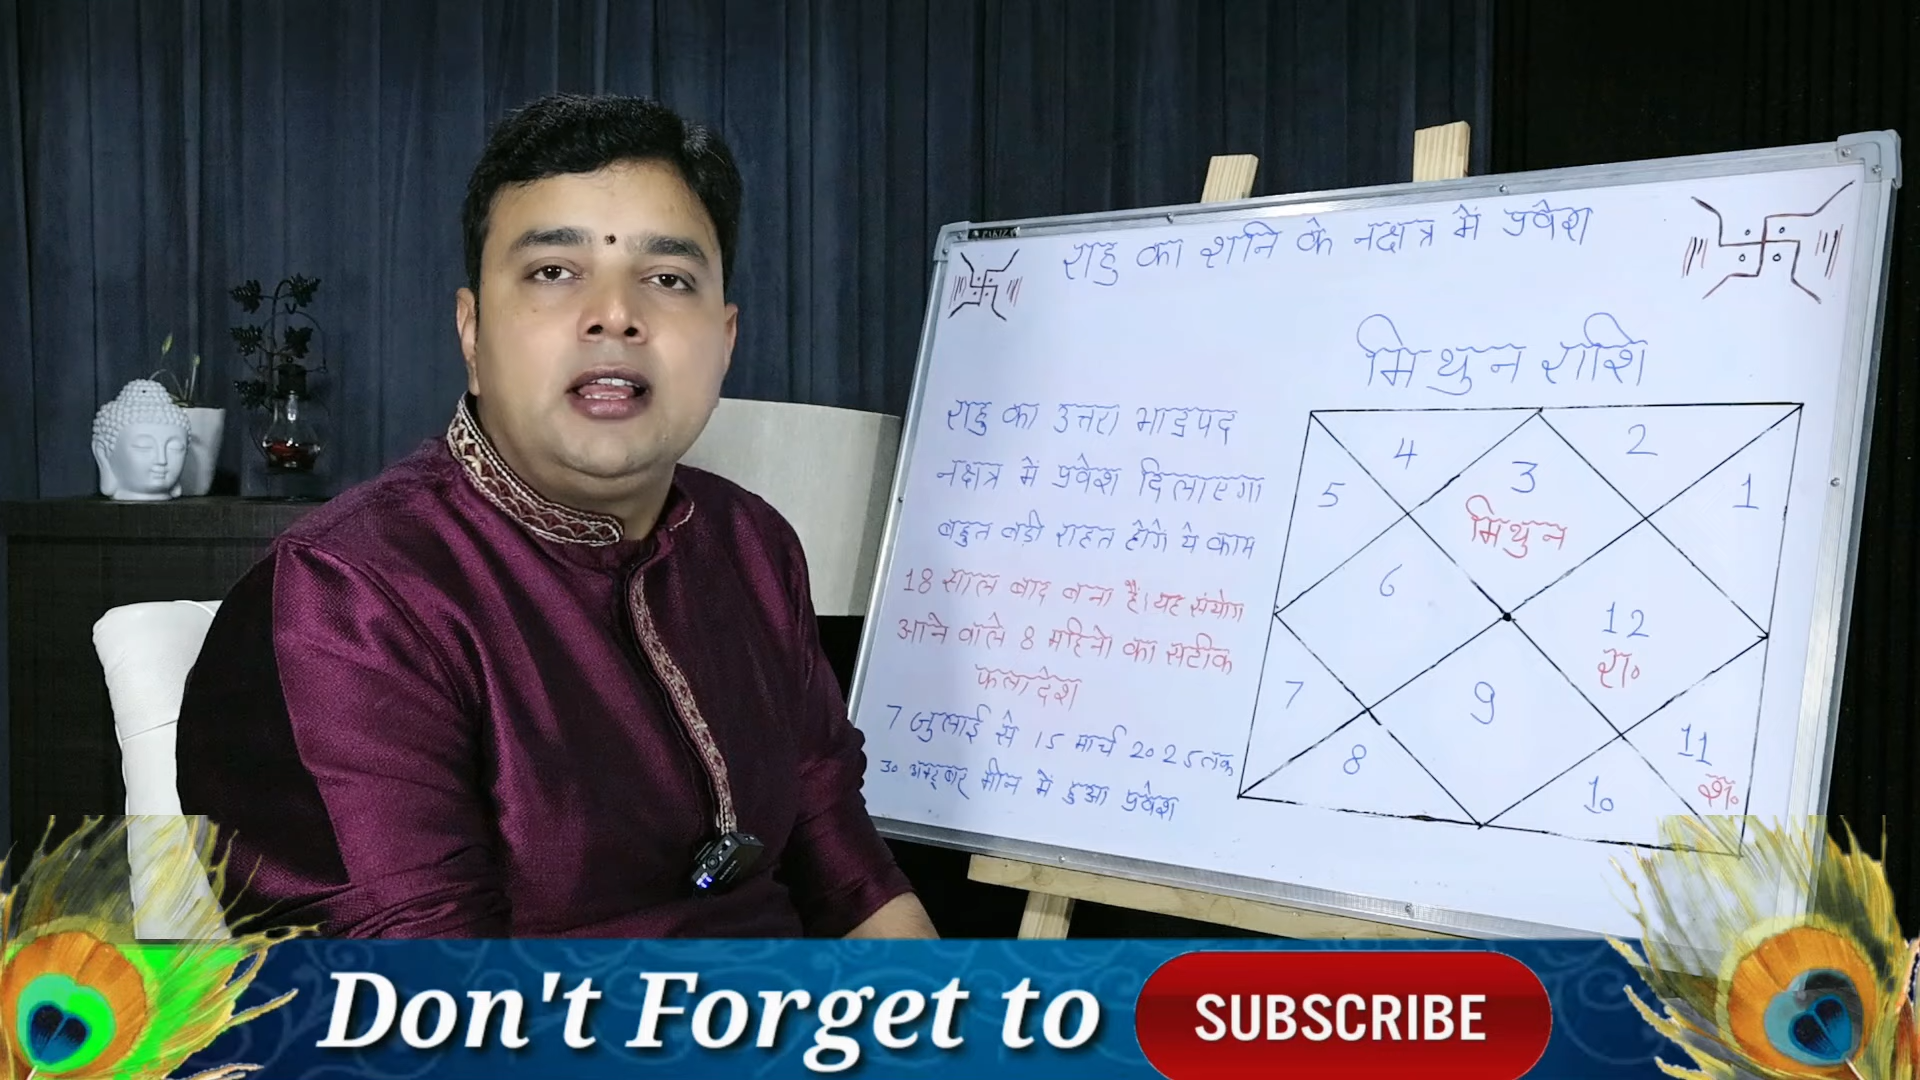 राहु का शनि के नक्षत्र में प्रवेश
मिथुन राशि
राहु का उत्तरा भाद्रपद
नक्षत्र में प्रवेश दिलाएगा
बहुत बड़ी राहत होंगे ये काम
18 साल बाद बना है। यह संयोग
आने वाले 8 महिनो का सटीक
फलादेश
7 जुलाई से 15 मार्च 2025 तक
30 अक्टूबर मीन में हुआ प्रवेश
4
2
3
5
1
मिथुन
6
12
रा॰
7
9
11
8
10
श॰
Don't Forget to SUBSCRIBE